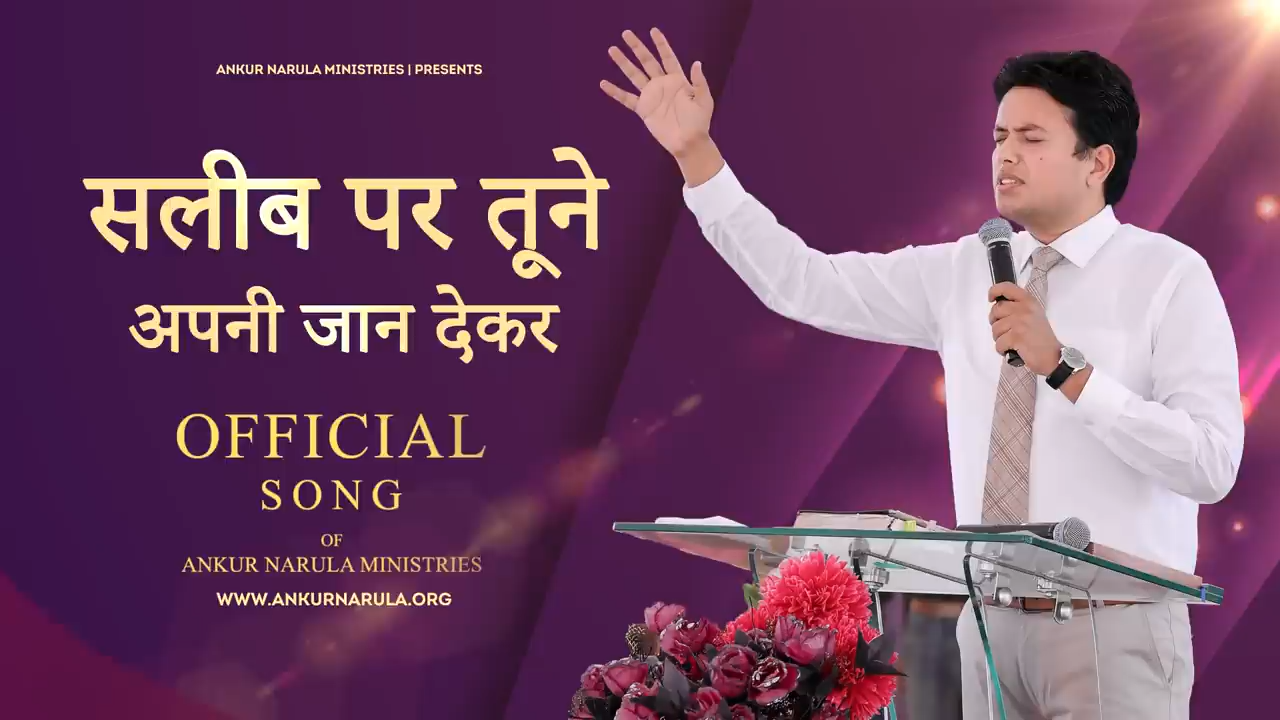 ANKUR NARULA MINISTRIES | PRESENTS
सलीब पर तूने
अपनी जान देकर
OFFICIAL
SONG
OF
ANKUR NARULA MINISTRIES
WWW.ANKURNARULA.ORG